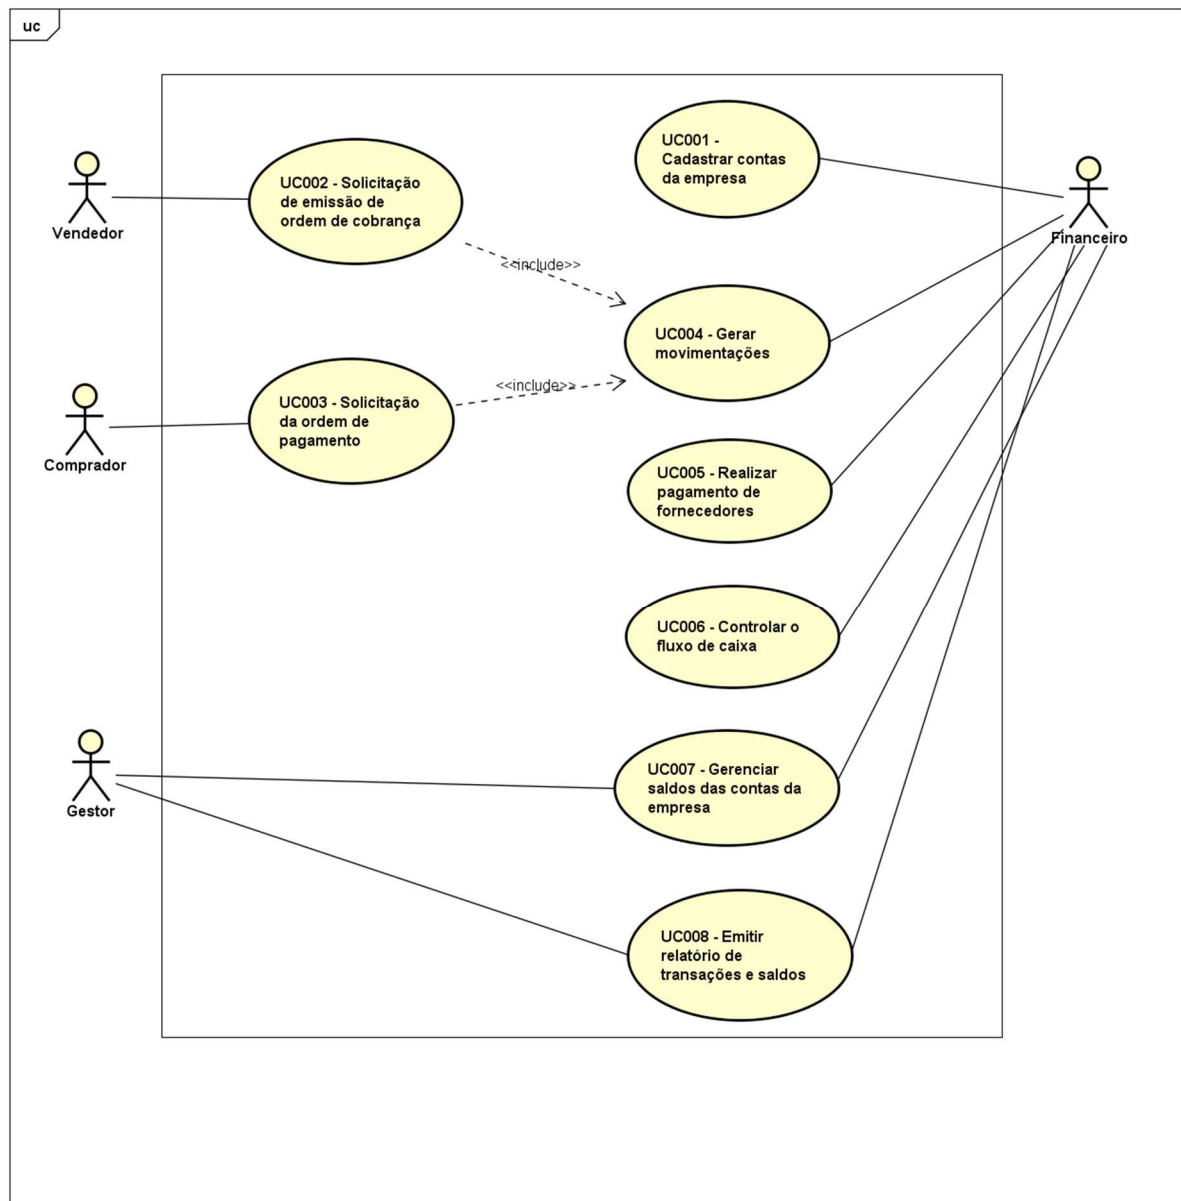 uc
UC001 -
Cadastrar contas
da empresa
UC002 - Solicitação
de emissão de
ordem de cobrança
Vendedor
Financeiro
<<include>>
UC004 - Gerar
movimentações
<<include>>
UC003 - Solicitação
da ordem de
pagamento
Comprador
UC005 - Realizar
pagamento de
fornecedores
UC006 - Controlar o
fluxo de caixa
UC007 - Gerenciar
saldos das contas da
empresa
Gestor
UC008 - Emitir
relatório de
transações e saldos